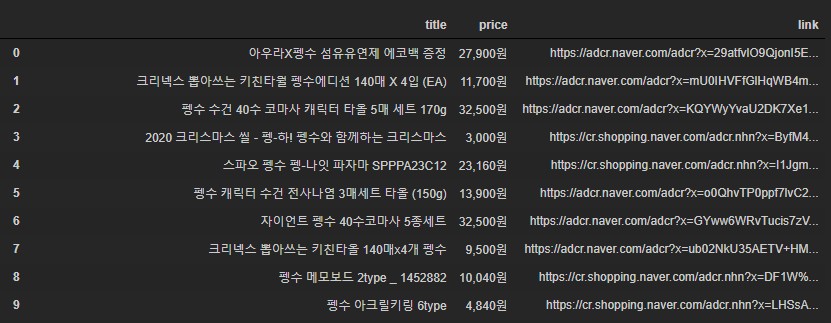 title price link
0 아우라X펭수 섬유유연제 에코백 증정 27,900원 https://adcr.naver.com/adcr?x=29atfvIO9QjonI5E...
1 크리넥스 뽑아쓰는 키친타월 펭수에디션 140매 X 4입 (EA) 11,700원 https://adcr.naver.com/adcr?x=mU0IHVFfGIHqWB4m...
2 펭수 수건 40수 코마사 캐릭터 타올 5매 세트 170g 32,500원 https://adcr.naver.com/adcr?x=KQYWyYvaU2DK7Xe1...
3 2020 크리스마스 씰 - 펭-하! 펭수와 함께하는 크리스마스 3,000원 https://cr.shopping.naver.com/adcr.nhn?x=ByfM4...
4 스파오 펭수 펭-나잇 파자마 SPPPA23C12 23,160원 https://cr.shopping.naver.com/adcr.nhn?x=I1Jgm...
5 펭수 캐릭터 수건 전사나염 3매세트 타올 (150g) 13,900원 https://adcr.naver.com/adcr?x=o0QhvTP0ppf7lvC2...
6 자이언트 펭수 40수코마사 5종세트 32,500원 https://adcr.naver.com/adcr?x=GYww6WRvTucis7zV...
7 크리넥스 뽑아쓰는 키친타올 140매x4개 펭수 9,500원 https://adcr.naver.com/adcr?x=ub02NkU35AETV+HM...
8 펭수 메모보드 2type _ 1452882 10,040원 https://cr.shopping.naver.com/adcr.nhn?x=DF1W%...
9 펭수 아크릴키링 6type 4,840원 https://cr.shopping.naver.com/adcr.nhn?x=LHSsA...